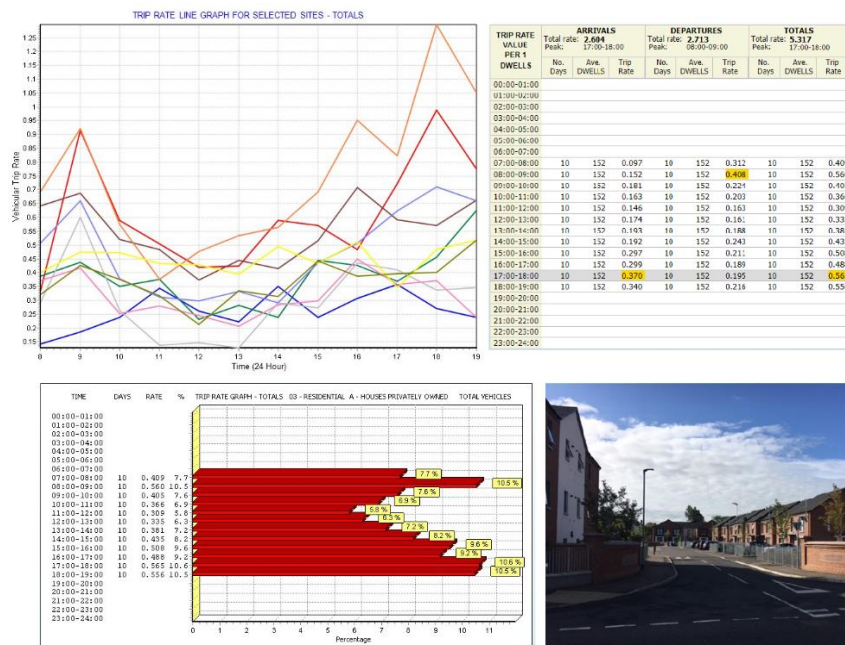 TRIP RATE LINE GRAPH FOR SELECTED SITES - TOTALS
1.25
1.2
1.15
1.1
1.05
1
0.95
0.9
0.85
0.8
0.75
0.7
0.65
0.6
0.55
0.5
0.45
0.4
0.35
0.3
0.25
0.2
0.15
Vehicular Trip Rate
8 9 10 11 12 13 14 15 16 17 18 19
Time (24 Hour)
TRIP RATE VALUE PER 1 DWELLS
ARRIVALS DEPARTURES TOTALS
Total rate: 2.604 Total rate: 2.713 Total rate: 5.317
Peak: 17:00-18:00 Peak: 08:00-09:00 Peak: 17:00-18:00
No. Days Ave. DWELLS Trip Rate No. Days Ave. DWELLS Trip Rate No. Days Ave. DWELLS Trip Rate
00:00-01:00
01:00-02:00
02:00-03:00
03:00-04:00
04:00-05:00
05:00-06:00
06:00-07:00
07:00-08:00 10 152 0.097 10 152 0.312 10 152 0.40
08:00-09:00 10 152 0.152 10 152 0.408 10 152 0.56
09:00-10:00 10 152 0.181 10 152 0.224 10 152 0.40
10:00-11:00 10 152 0.163 10 152 0.203 10 152 0.36
11:00-12:00 10 152 0.146 10 152 0.163 10 152 0.30
12:00-13:00 10 152 0.174 10 152 0.161 10 152 0.33
13:00-14:00 10 152 0.193 10 152 0.188 10 152 0.38
14:00-15:00 10 152 0.192 10 152 0.243 10 152 0.43
15:00-16:00 10 152 0.297 10 152 0.211 10 152 0.50
16:00-17:00 10 152 0.299 10 152 0.189 10 152 0.48
17:00-18:00 10 152 0.370 10 152 0.195 10 152 0.56
18:00-19:00 10 152 0.340 10 152 0.216 10 152 0.55
19:00-20:00
20:00-21:00
21:00-22:00
22:00-23:00
23:00-24:00
TIME DAYS RATE % TRIP RATE GRAPH - TOTALS 03 - RESIDENTIAL A - HOUSES PRIVATELY OWNED TOTAL VEHICLES
00:00-01:00
01:00-02:00
02:00-03:00
03:00-04:00
04:00-05:00
05:00-06:00
06:00-07:00
07:00-08:00 10 0.409 7.7 7.7 %
08:00-09:00 10 0.560 10.5 10.5 %
09:00-10:00 10 0.405 7.6 7.6 %
10:00-11:00 10 0.366 6.9 6.9 %
11:00-12:00 10 0.309 5.8 5.8 %
12:00-13:00 10 0.335 6.3 6.3 %
13:00-14:00 10 0.381 7.2 7.2 %
14:00-15:00 10 0.435 8.2 8.2 %
15:00-16:00 10 0.508 9.6 9.6 %
16:00-17:00 10 0.488 9.2 9.2 %
17:00-18:00 10 0.565 10.6 10.6 %
18:00-19:00 10 0.556 10.5 10.5 %
19:00-20:00
20:00-21:00
21:00-22:00
22:00-23:00
23:00-24:00
0 1 2 3 4 5 6 7 8 9 10 11
Percentage